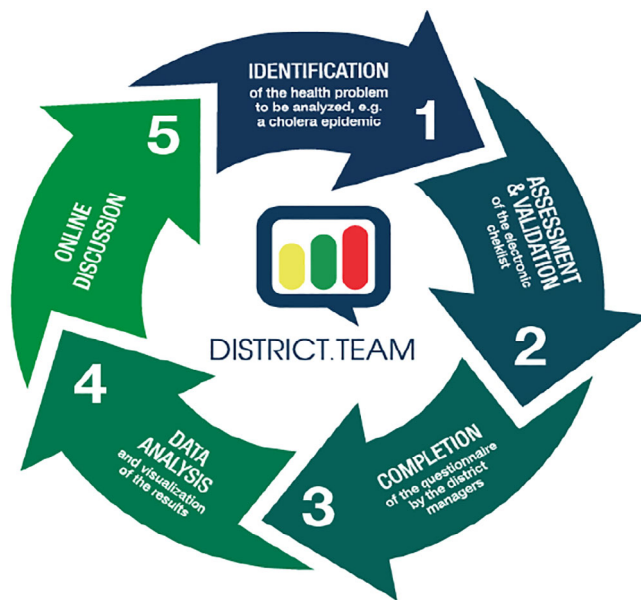 IDENTIFICATION
of the health problem
to be analyzed, e.g.
a cholera epidemic
1
ASSESSMENT
& VALIDATION
of the electronic
cheklist
2
COMPLETION
of the questionnaire
by the district
managers
3
DATA
ANALYSIS
and visualization
of the results
4
ONLINE
DISCUSSION
5
DISTRICT.TEAM